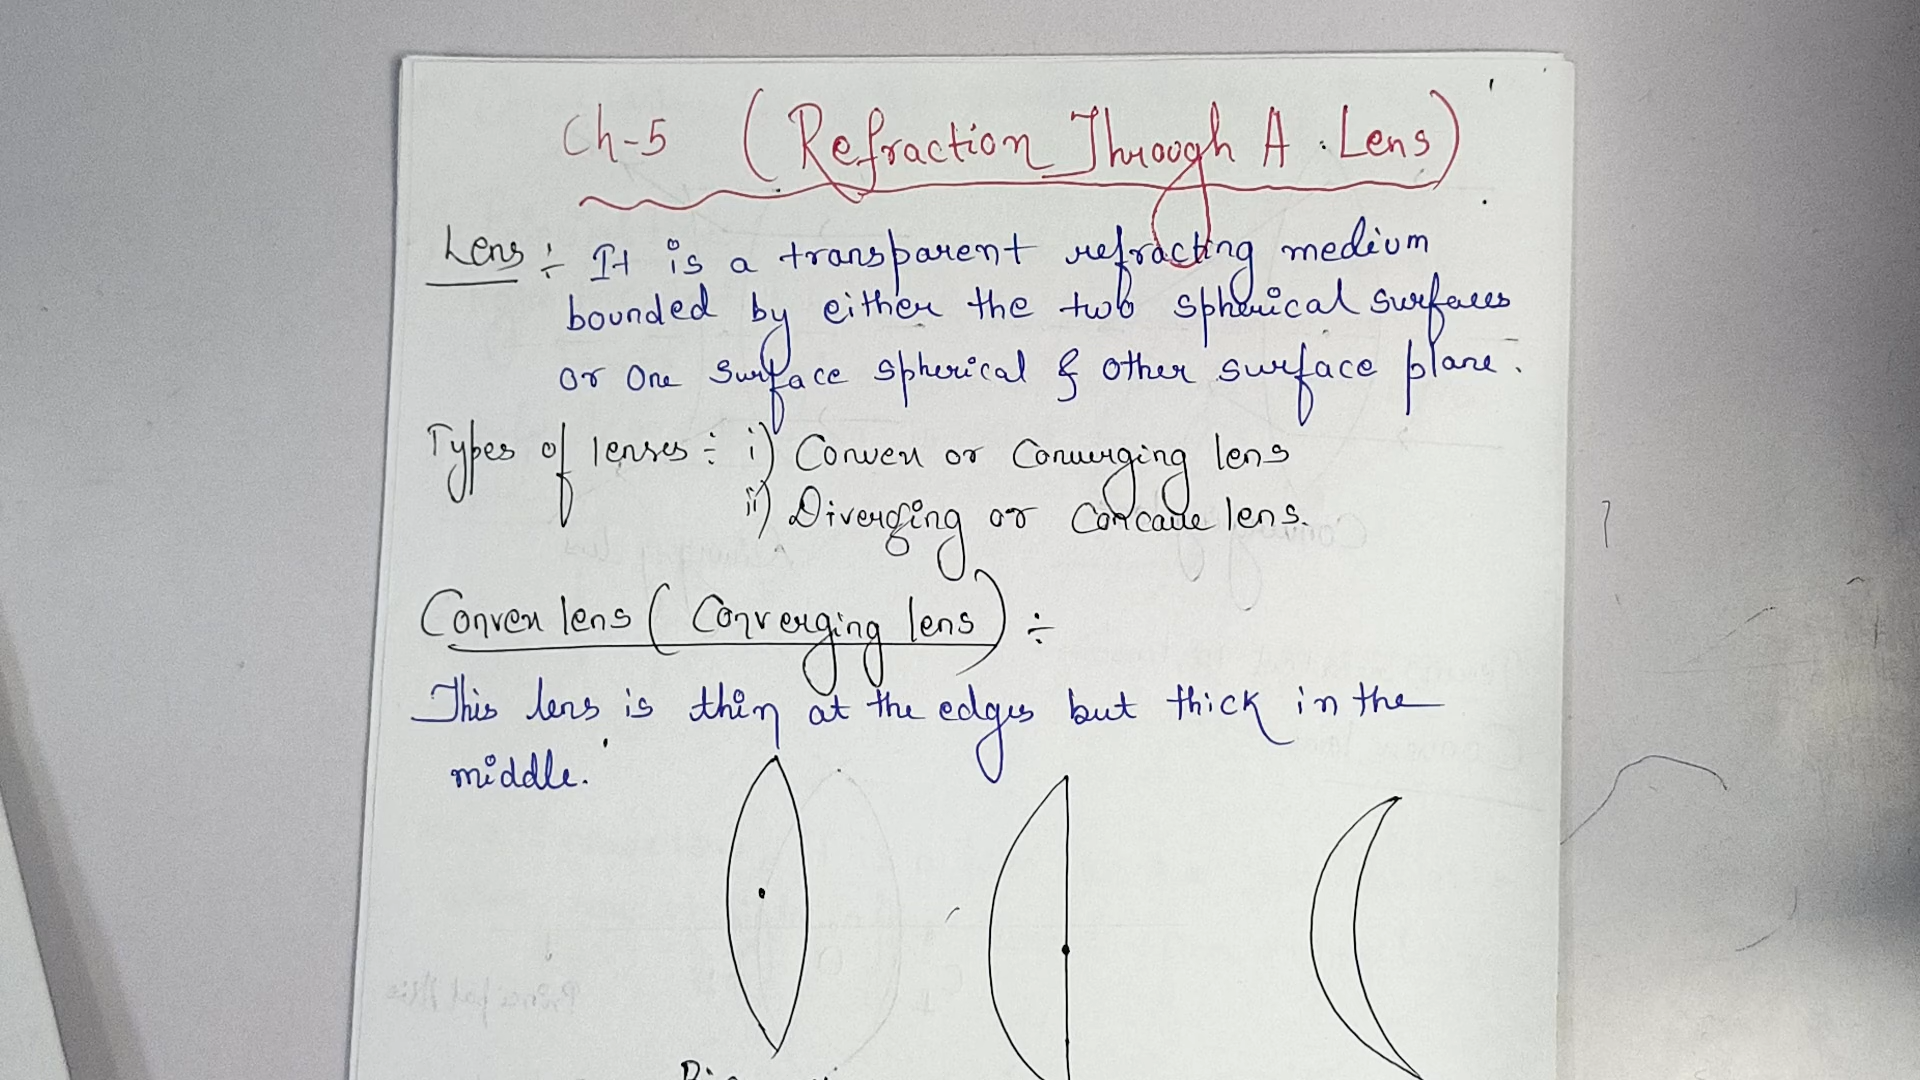 Ch-5 (Refraction Through A Lens)
Lens ÷ It is a transparent refracting medium
bounded by either the two spherical surfaces
or One Surface spherical & other surface plane.
Types of lenses ÷ i) Convex or Converging lens
ii) Diverging or Concave lens.
Convex lens (Converging lens) ÷
This lens is thin at the edges but thick in the
middle.